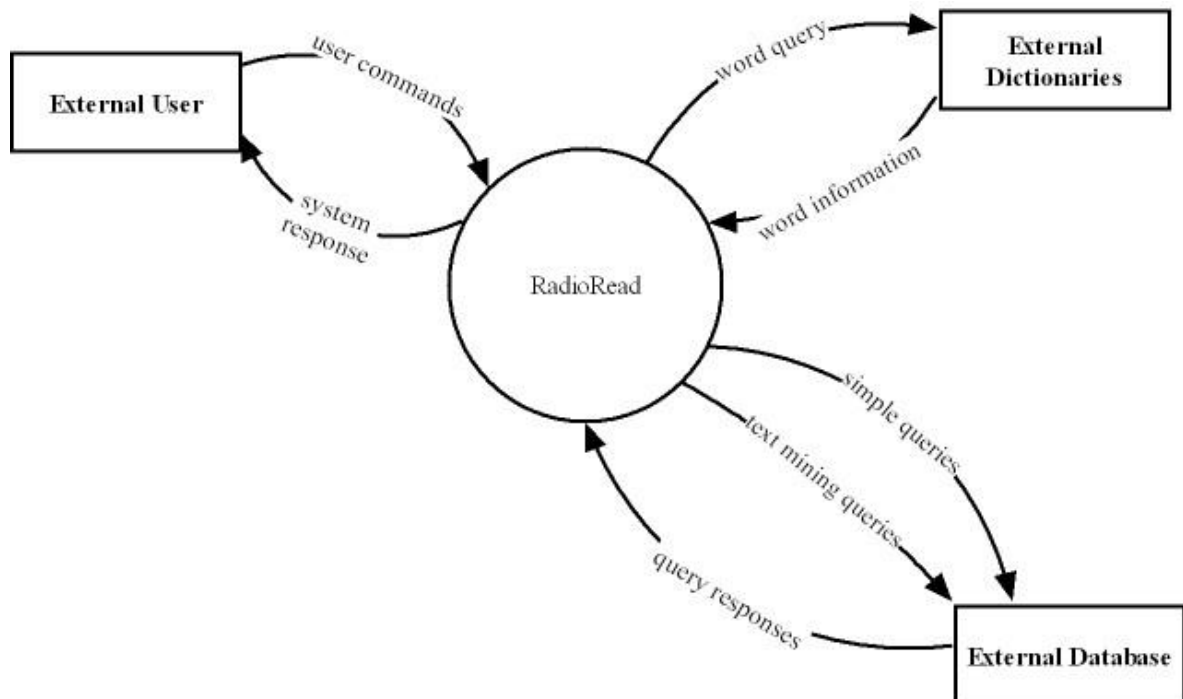 user commands
External User
system
response
word query
External
Dictionaries
word information
RadioRead
simple queries
text mining queries
query responses
External Database